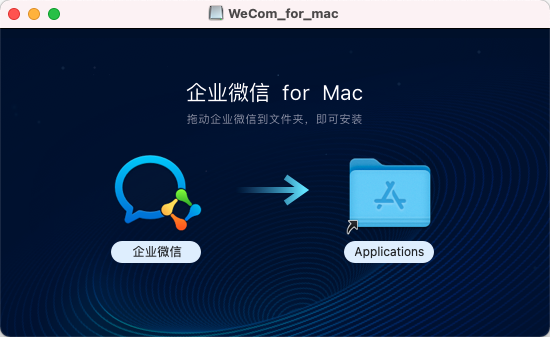 WeCom_for_mac
企业微信 for Mac
拖动企业微信到文件夹，即可安装
企业微信
Applications